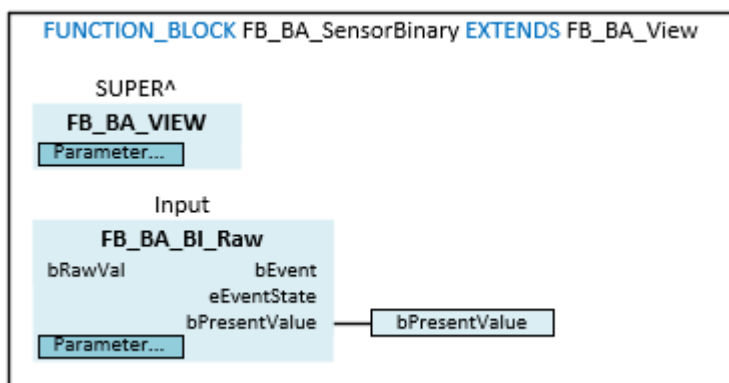 FUNCTION_BLOCK FB_BA_SensorBinary EXTENDS FB_BA_View
SUPER^
FB_BA_VIEW
Parameter...
Input
FB_BA_BI_Raw
bRawVal bEvent
eEventState
bPresentValue bPresentValue
Parameter...